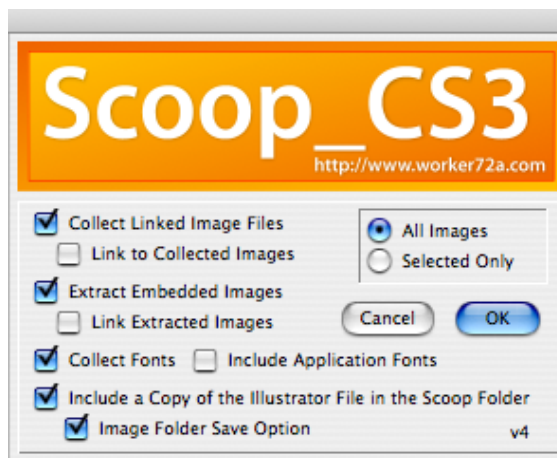 Scoop_CS3
http://www.worker72a.com
Collect Linked Image Files
Link to Collected Images
All Images
Selected Only
Extract Embedded Images
Link Extracted Images
Cancel
OK
Collect Fonts
Include Application Fonts
Include a Copy of the Illustrator File in the Scoop Folder
Image Folder Save Option
v4